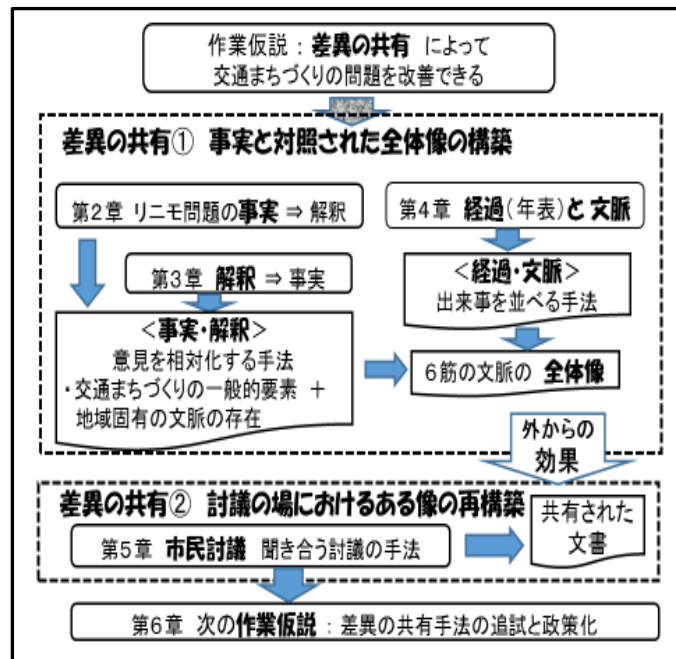 作業仮説：差異の共有 によって
交通まちづくりの問題を改善できる
差異の共有① 事実と対照された全体像の構築
第2章 リニモ問題の事実 ⇒ 解釈
第3章 解釈 ⇒ 事実
＜事実・解釈＞
意見を相対化する手法
・交通まちづくりの一般的要素 ＋
地域固有の文脈の存在
第4章 経過(年表)と 文脈
＜経過・文脈＞
出来事を並べる手法
6筋の文脈の 全体像
外からの
効果
差異の共有② 討議の場におけるある像の再構築
第5章 市民討議 聞き合う討議の手法
共有された
文書
第6章 次の作業仮説：差異の共有手法の追試と政策化